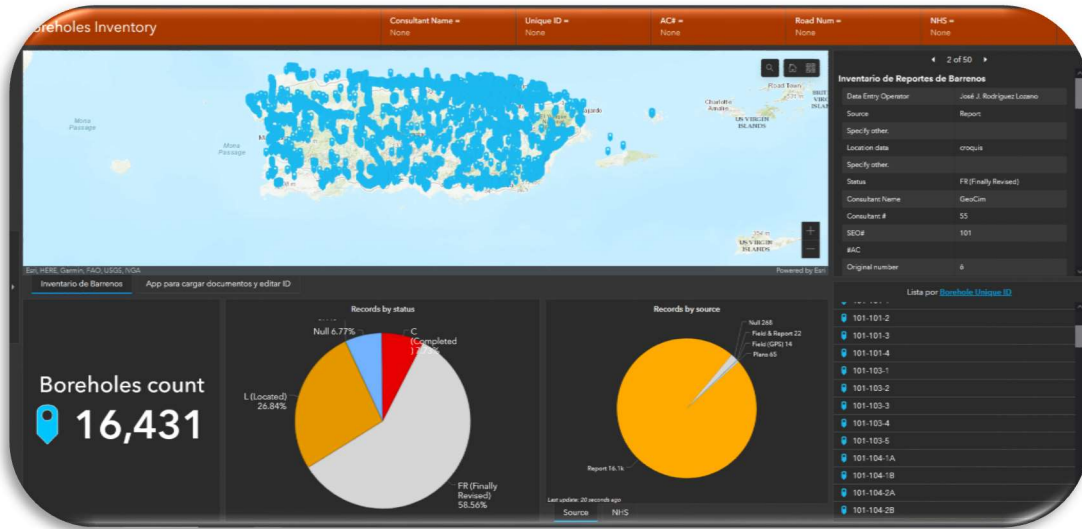 oreholes Inventory
Consultant Name =
None
Unique ID =
None
AC# =
None
Road Num =
None
NHS =
None
Mona
Passage
Mona
Passage
Road Town
Charlotte
Amalie
US VIRGIN
ISLANDS
US VIRGIN
ISLANDS
Esri, HERE, Garmin, FAO, USGS, NGA
Powered by Esri
2 of 50
Inventario de Reportes de Barrenos
Data Entry Operator José J. Rodríguez Lozano
Source Report
Specify other.
Location data croquis
Specify other.
Status FR (Finally Revised)
Consultant Name GeoCim
Consultant # 55
SEO# 101
#AC
Original number 6
Inventario de Barrenos
App para cargar documentos y editar ID
Boreholes count
16,431
Records by status
Null 6.77%
C
(Completed
)
L (Located)
26.84%
FR (Finally
Revised)
58.56%
Records by source
Null 268
Field & Report 22
Field (GPS) 14
Plans 65
Report 16.1k
Last update: 20 seconds ago
Source
NHS
Lista por Borehole Unique ID
101-101-2
101-101-3
101-101-4
101-103-1
101-103-2
101-103-3
101-103-4
101-103-5
101-104-1A
101-104-1B
101-104-2A
101-104-2B